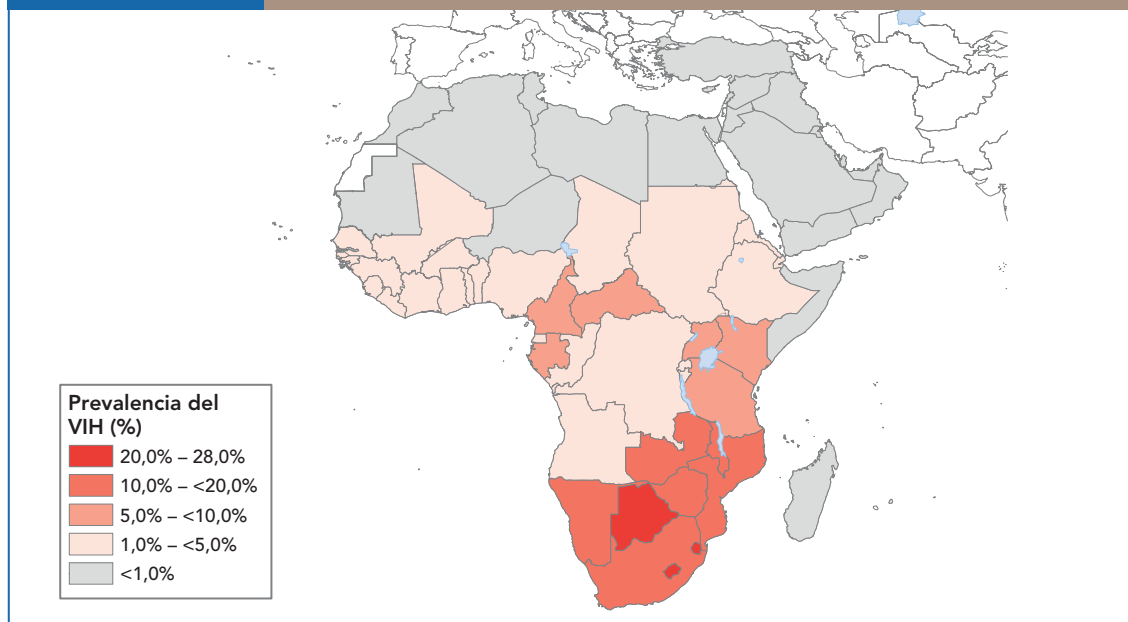 Prevalencia del
VIH (%)
20,0% – 28,0%
10,0% – <20,0%
5,0% – <10,0%
1,0% – <5,0%
<1,0%